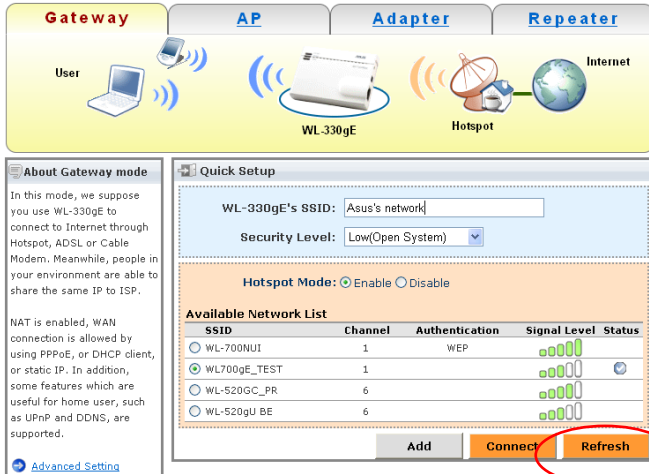 Gateway
AP
Adapter
Repeater
User
WL-330gE
Hotspot
Internet
About Gateway mode
In this mode, we suppose
you use WL-330gE to
connect to Internet through
Hotspot, ADSL or Cable
Modem. Meanwhile, people in
your environment are able to
share the same IP to ISP.
NAT is enabled, WAN
connection is allowed by
using PPPoE, or DHCP client,
or static IP. In addition,
some features which are
useful for home user, such
as UPnP and DDNS, are
supported.
Advanced Setting
Quick Setup
WL-330gE's SSID: Asus's network
Security Level: Low(Open System)
Hotspot Mode: Enable Disable
Available Network List
SSID Channel Authentication Signal Level Status
WL-700NUI 1 WEP
WL700gE_TEST 1
WL-520GC_PR 6
WL-520gU BE 6
Add Connect Refresh